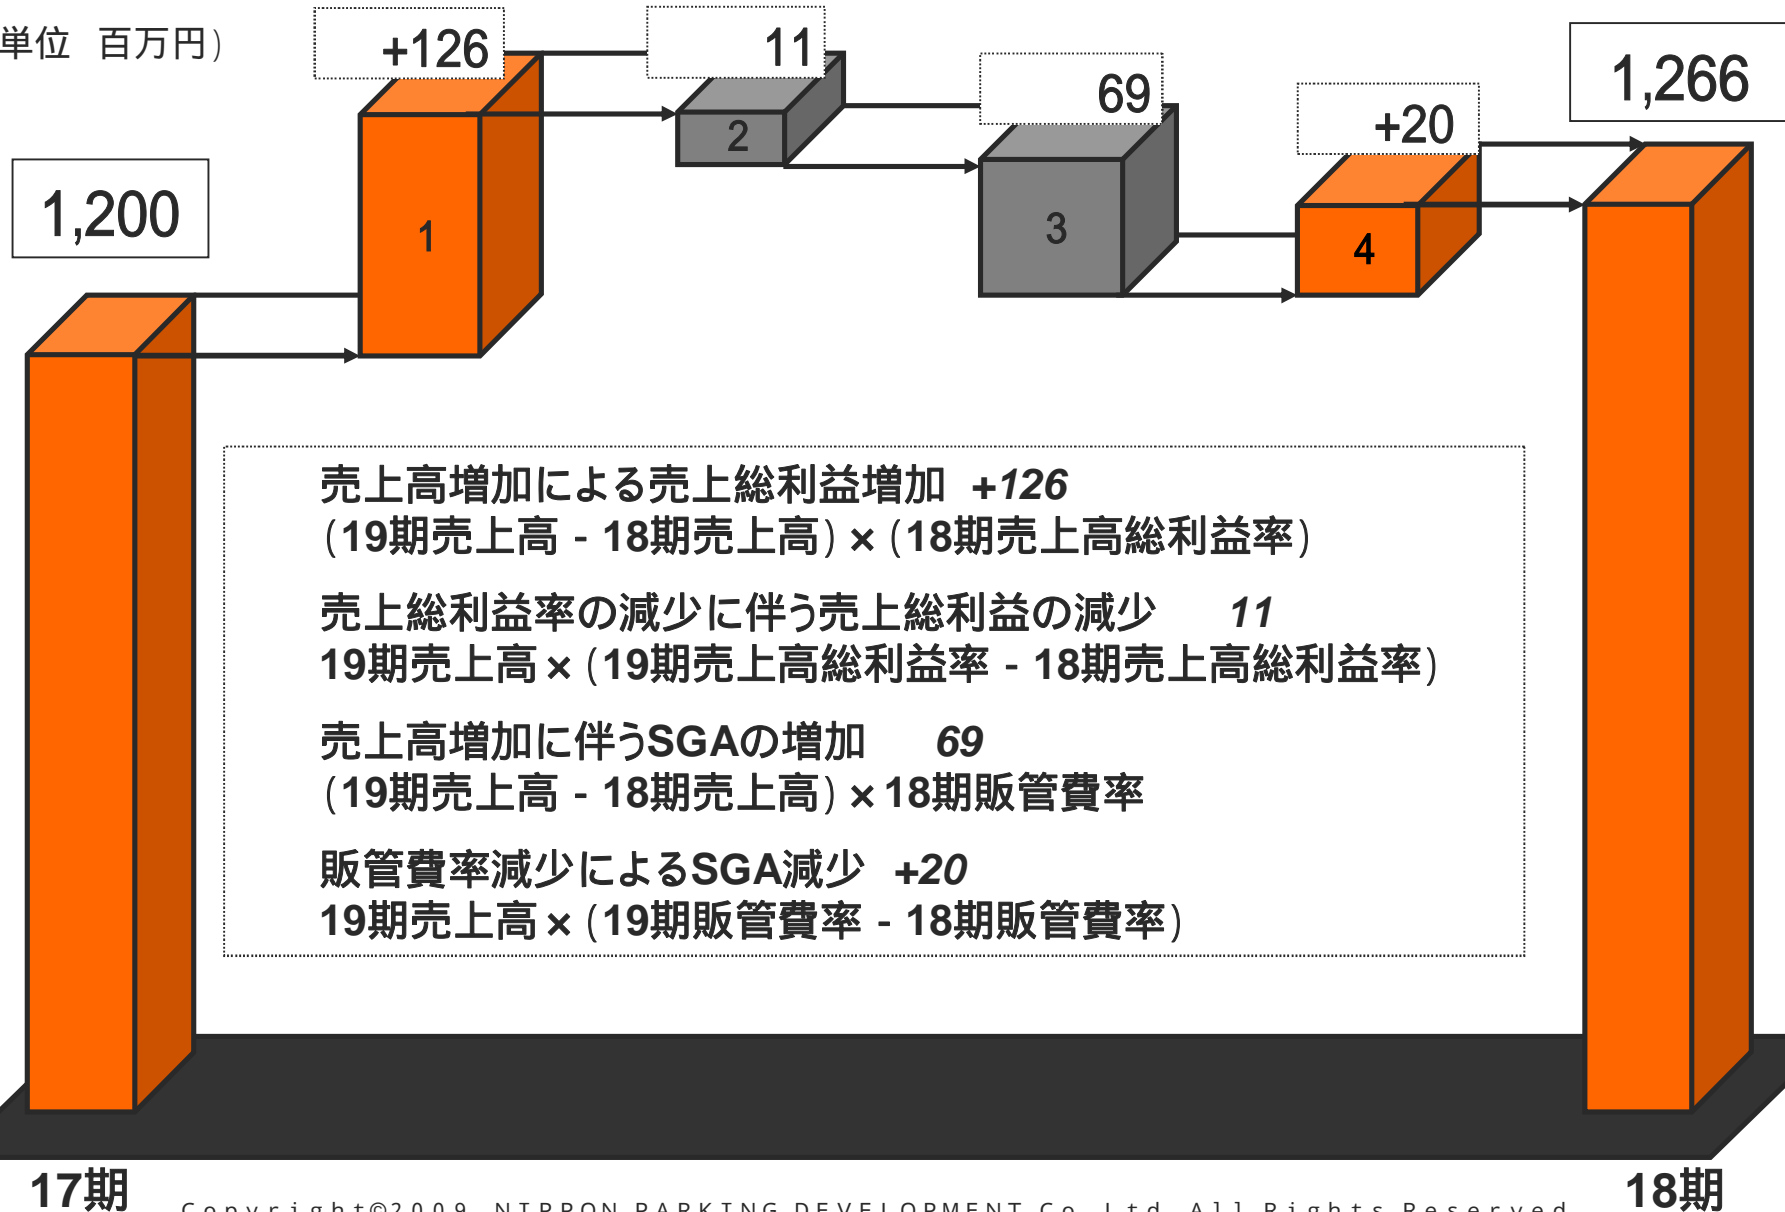 単位 百万円)
+126
11
69
+20
1,266
1,200
1
2
3
4
売上高増加による売上総利益増加 +126
(19期売上高 - 18期売上高) × (18期売上高総利益率)
売上総利益率の減少に伴う売上総利益の減少 11
19期売上高 × (19期売上高総利益率 - 18期売上高総利益率)
売上高増加に伴うSGAの増加 69
(19期売上高 - 18期売上高) × 18期販管費率
販管費率減少によるSGA減少 +20
19期売上高 × (19期販管費率 - 18期販管費率)
17期
18期
Copyright©2009 NIPPON PARKING DEVELOPMENT Co. Ltd. All Rights Reserved